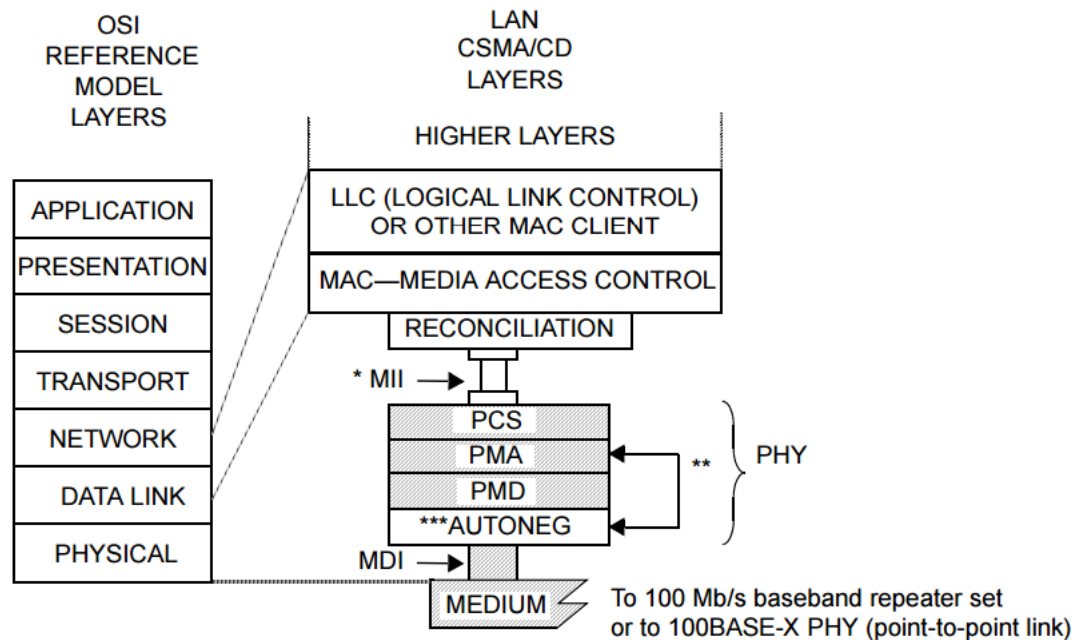 OSI
REFERENCE
MODEL
LAYERS
LAN
CSMA/CD
LAYERS
HIGHER LAYERS
APPLICATION
PRESENTATION
SESSION
TRANSPORT
NETWORK
DATA LINK
PHYSICAL
LLC (LOGICAL LINK CONTROL)
OR OTHER MAC CLIENT
MAC—MEDIA ACCESS CONTROL
RECONCILIATION
* MII
PCS
PMA
PMD
***AUTONEG
**
PHY
MDI
MEDIUM
To 100 Mb/s baseband repeater set
or to 100BASE-X PHY (point-to-point link)